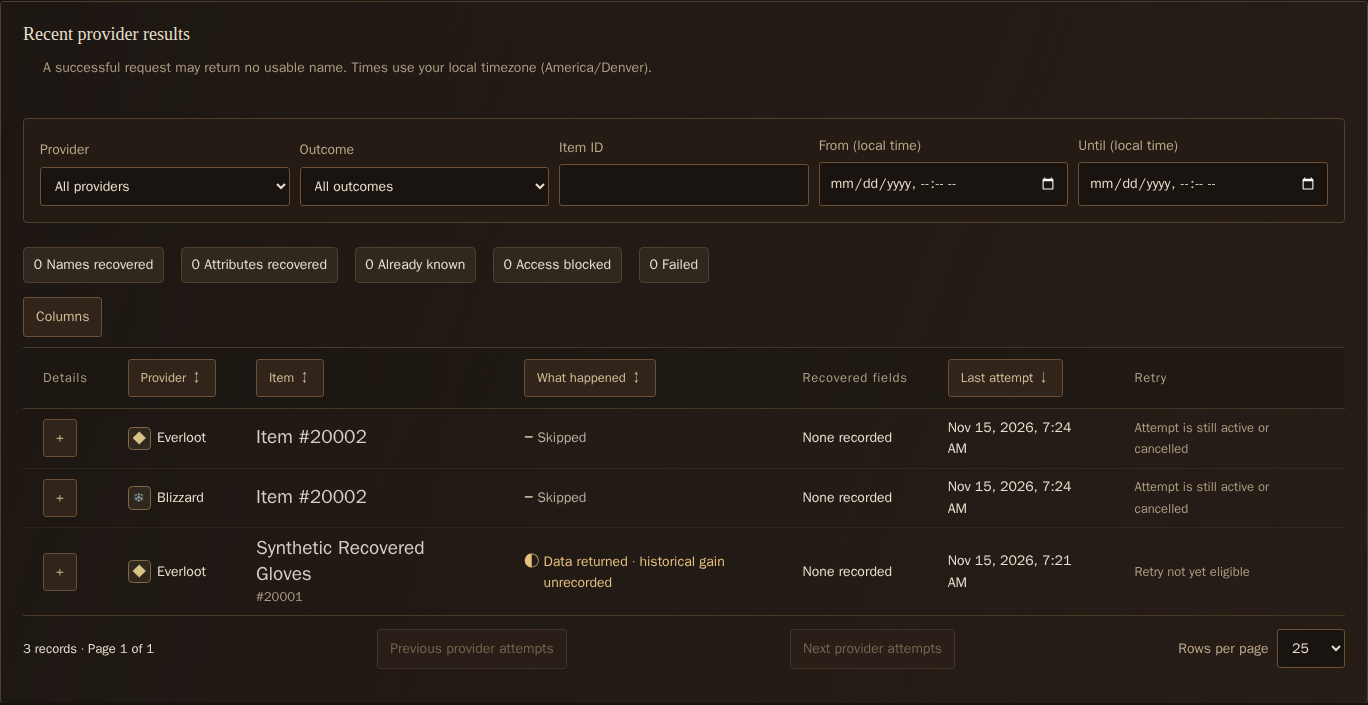 Recent provider results
A successful request may return no usable name. Times use your local timezone (America/Denver).
Provider
Outcome
Item ID
From (local time)
Until (local time)
All providers
All outcomes
mm/dd/yyyy, --:-- --
mm/dd/yyyy, --:-- --
0 Names recovered
0 Attributes recovered
0 Already known
0 Access blocked
0 Failed
Columns
Details
Provider ↕
Item ↕
What happened ↕
Recovered fields
Last attempt ↓
Retry
+
Everloot
Item #20002
– Skipped
None recorded
Nov 15, 2026, 7:24
AM
Attempt is still active or
cancelled
+
Blizzard
Item #20002
– Skipped
None recorded
Nov 15, 2026, 7:24
AM
Attempt is still active or
cancelled
+
Everloot
Synthetic Recovered
Gloves
#20001
Data returned · historical gain
unrecorded
None recorded
Nov 15, 2026, 7:21
AM
Retry not yet eligible
3 records · Page 1 of 1
Previous provider attempts
Next provider attempts
Rows per page
25